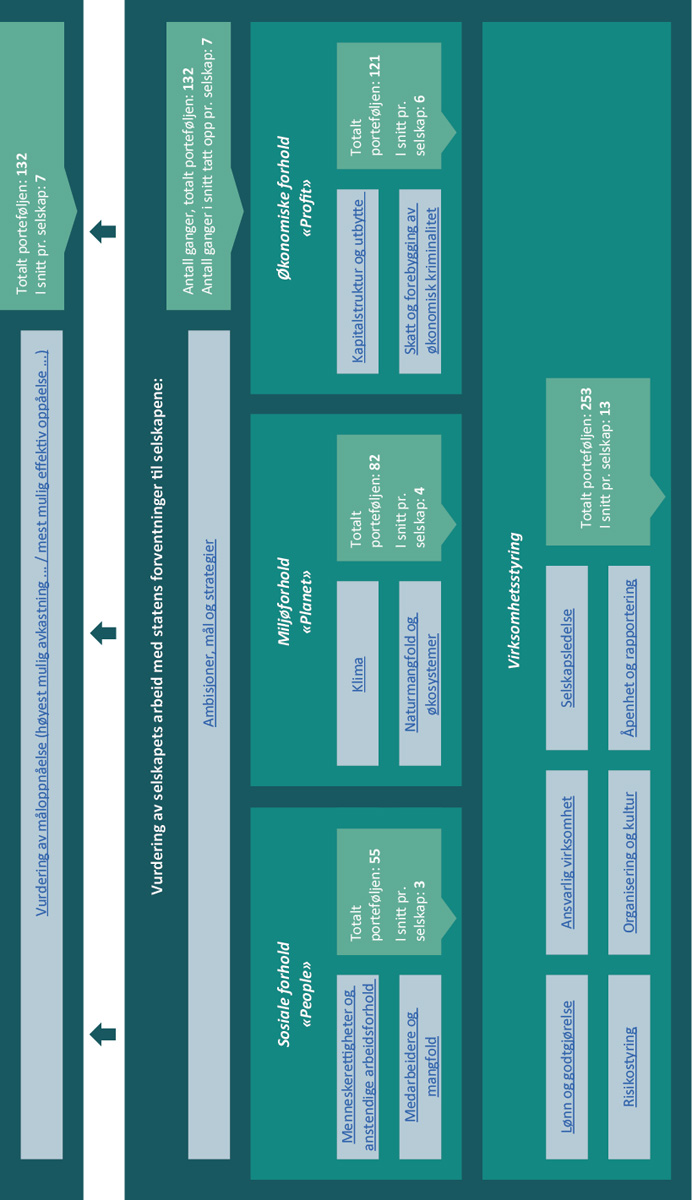 Vurdering av måloppnåelse (høyest mulig avkastning ... / mest mulig effektiv oppåelse ...)
Totalt porteføljen: 132
I snitt pr. selskap: 7
Vurdering av selskapets arbeid med statens forventninger til selskapene:
Ambisjoner, mål og strategier
Antall ganger, totalt porteføljen: 132
Antall ganger i snitt tatt opp pr. selskap: 7
Sosiale forhold
«People»
Menneskerettigheter og
anstendige arbeidsforhold
Medarbeidere og
mangfold
Totalt
porteføljen: 55
I snitt pr.
selskap: 3
Miljøforhold
«Planet»
Klima
Naturmangfold og
økosystemer
Totalt
porteføljen: 82
I snitt pr.
selskap: 4
Økonomiske forhold
«Profit»
Kapitalstruktur og utbytte
Skatt og forebygging av
økonomisk kriminalitet
Totalt
porteføljen: 121
I snitt pr.
selskap: 6
Virksomhetsstyring
Lønn og godtgjørelse
Ansvarlig virksomhet
Selskapsledelse
Risikostyring
Organisering og kultur
Åpenhet og rapportering
Totalt porteføljen: 253
I snitt pr. selskap: 13